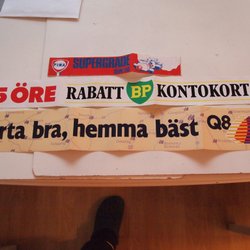 FINA SUPERGRADE
5 ÖRE RABATT BP KONTOKORT
rta bra, hemma bäst Q8